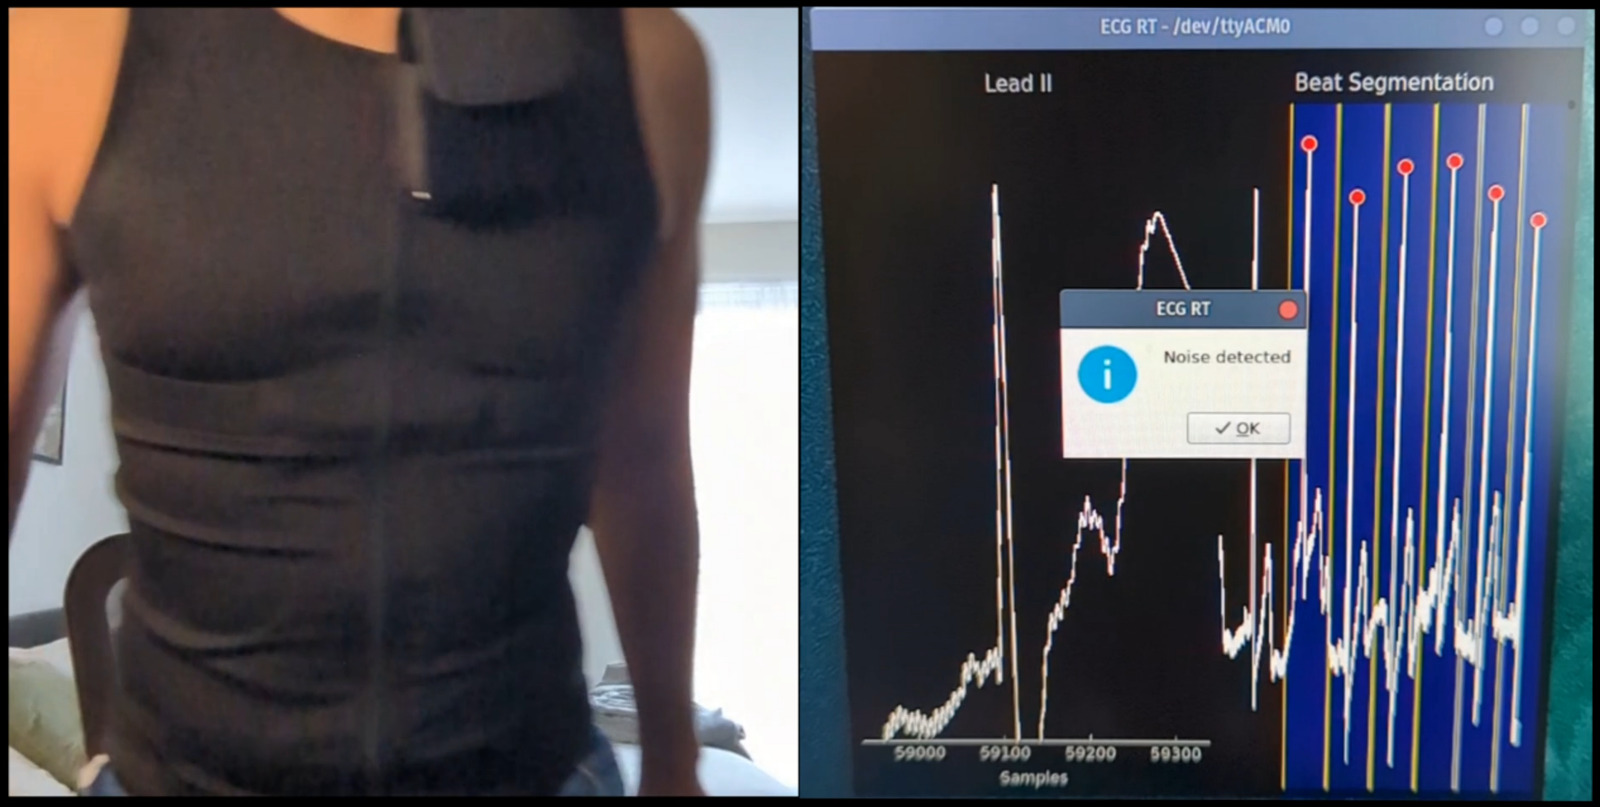 ECG RT - /dev/ttyACM0
Lead II
Beat Segmentation
ECG RT
Noise detected
OK
59000 59100 59200 59300
Samples